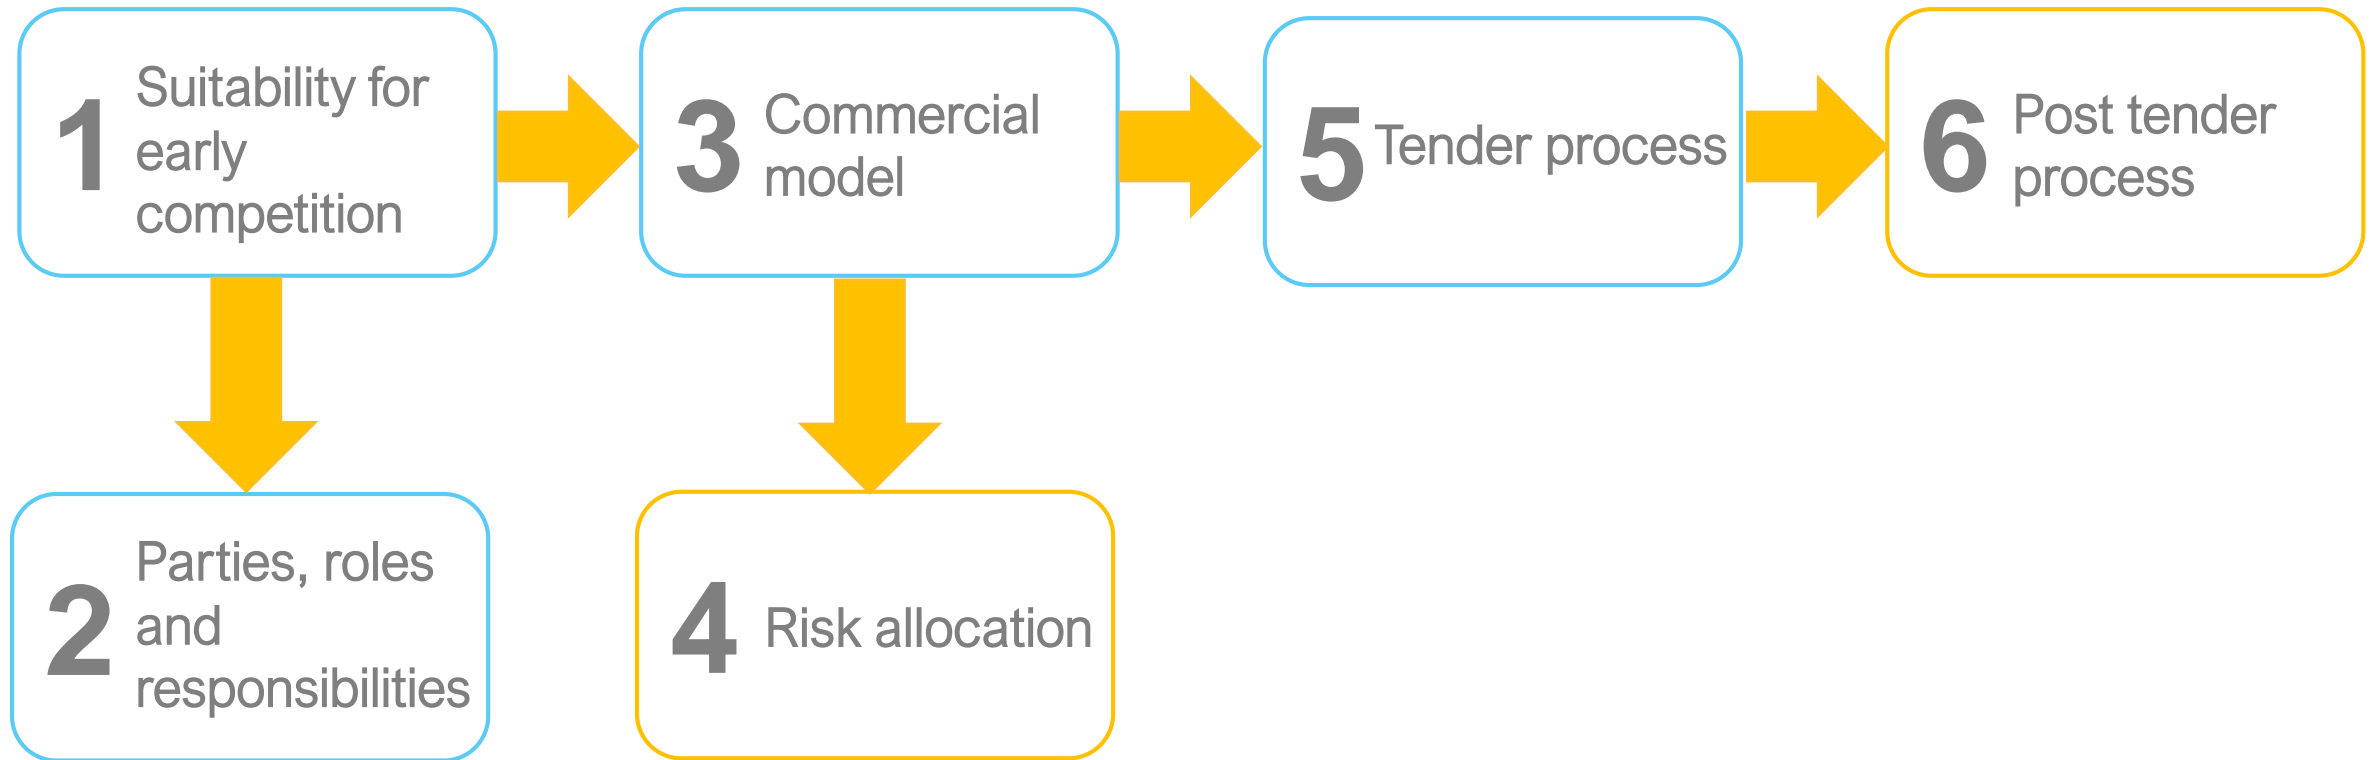 1
Suitability for
early
competition
3
Commercial
model
5
Tender process
6
Post tender
process
2
Parties, roles
and
responsibilities
4
Risk allocation